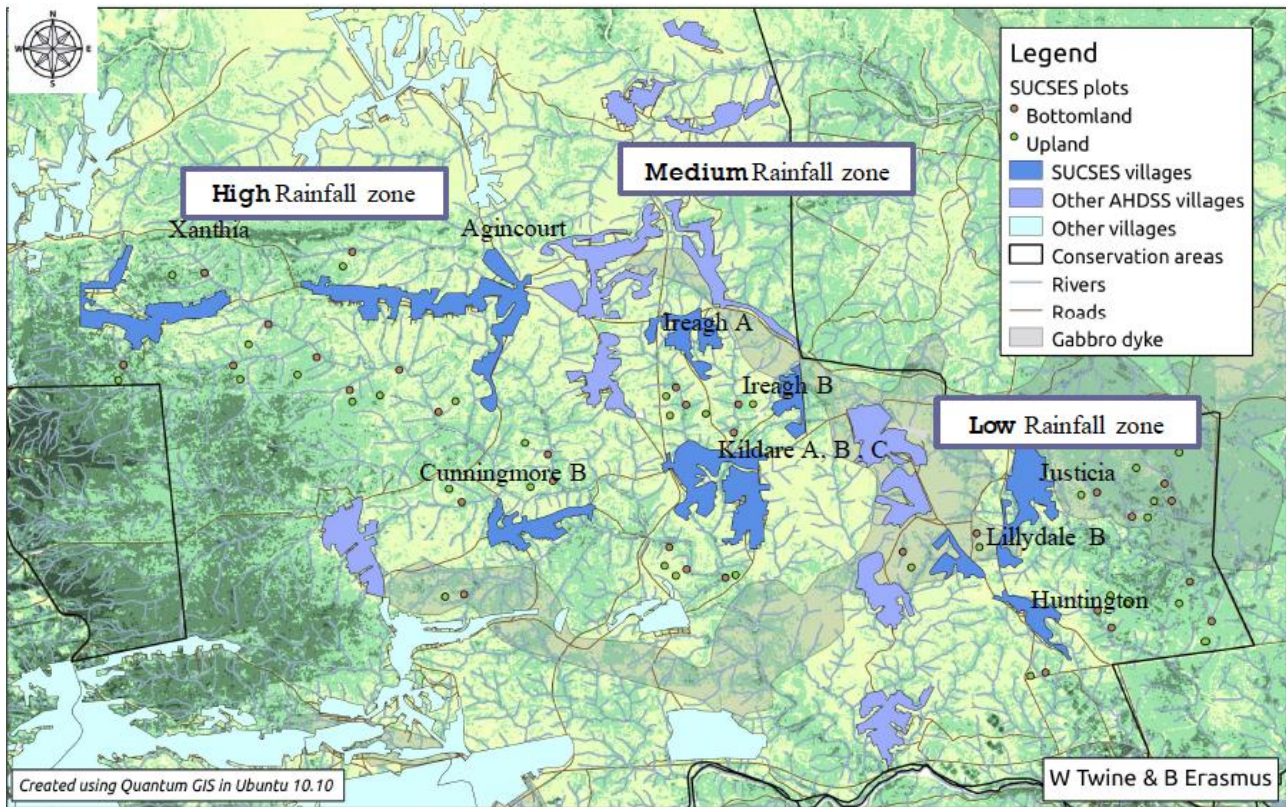 N
W E
S
Legend
SUCSES plots
Bottomland
Upland
SUCSES villages
Other AHDSS villages
Other villages
Conservation areas
Rivers
Roads
Gabbro dyke
High Rainfall zone
Medium Rainfall zone
Xanthia
Agincourt
Ireagh A
Ireagh B
Low Rainfall zone
Kildare A, B , C
Cunningmore B
Justicia
Lillydale B
Huntington
Created using Quantum GIS in Ubuntu 10.10
W Twine & B Erasmus